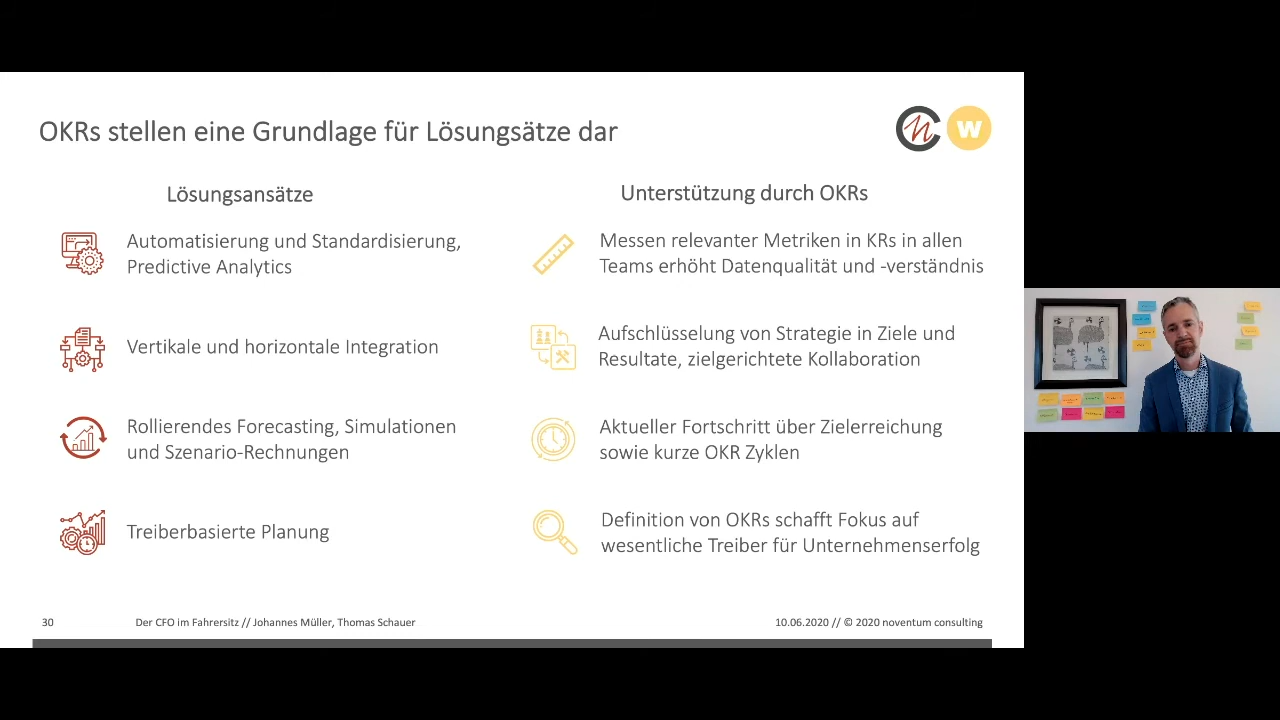 OKRs stellen eine Grundlage für Lösungsätze dar
W
Lösungsansätze
Unterstützung durch OKRs
Automatisierung und Standardisierung,
Predictive Analytics
Messen relevanter Metriken in KRs in allen
Teams erhöht Datenqualität und -verständnis
Vertikale und horizontale Integration
Aufschlüsselung von Strategie in Ziele und
Resultate, zielgerichtete Kollaboration
Rollierendes Forecasting, Simulationen
und Szenario-Rechnungen
Aktueller Fortschritt über Zielerreichung
sowie kurze OKR Zyklen
Treiberbasierte Planung
Definition von OKRs schafft Fokus auf
wesentliche Treiber für Unternehmenserfolg
30
Der CFO im Fahrersitz // Johannes Müller, Thomas Schauer
10.06.2020 // © 2020 noventum consulting